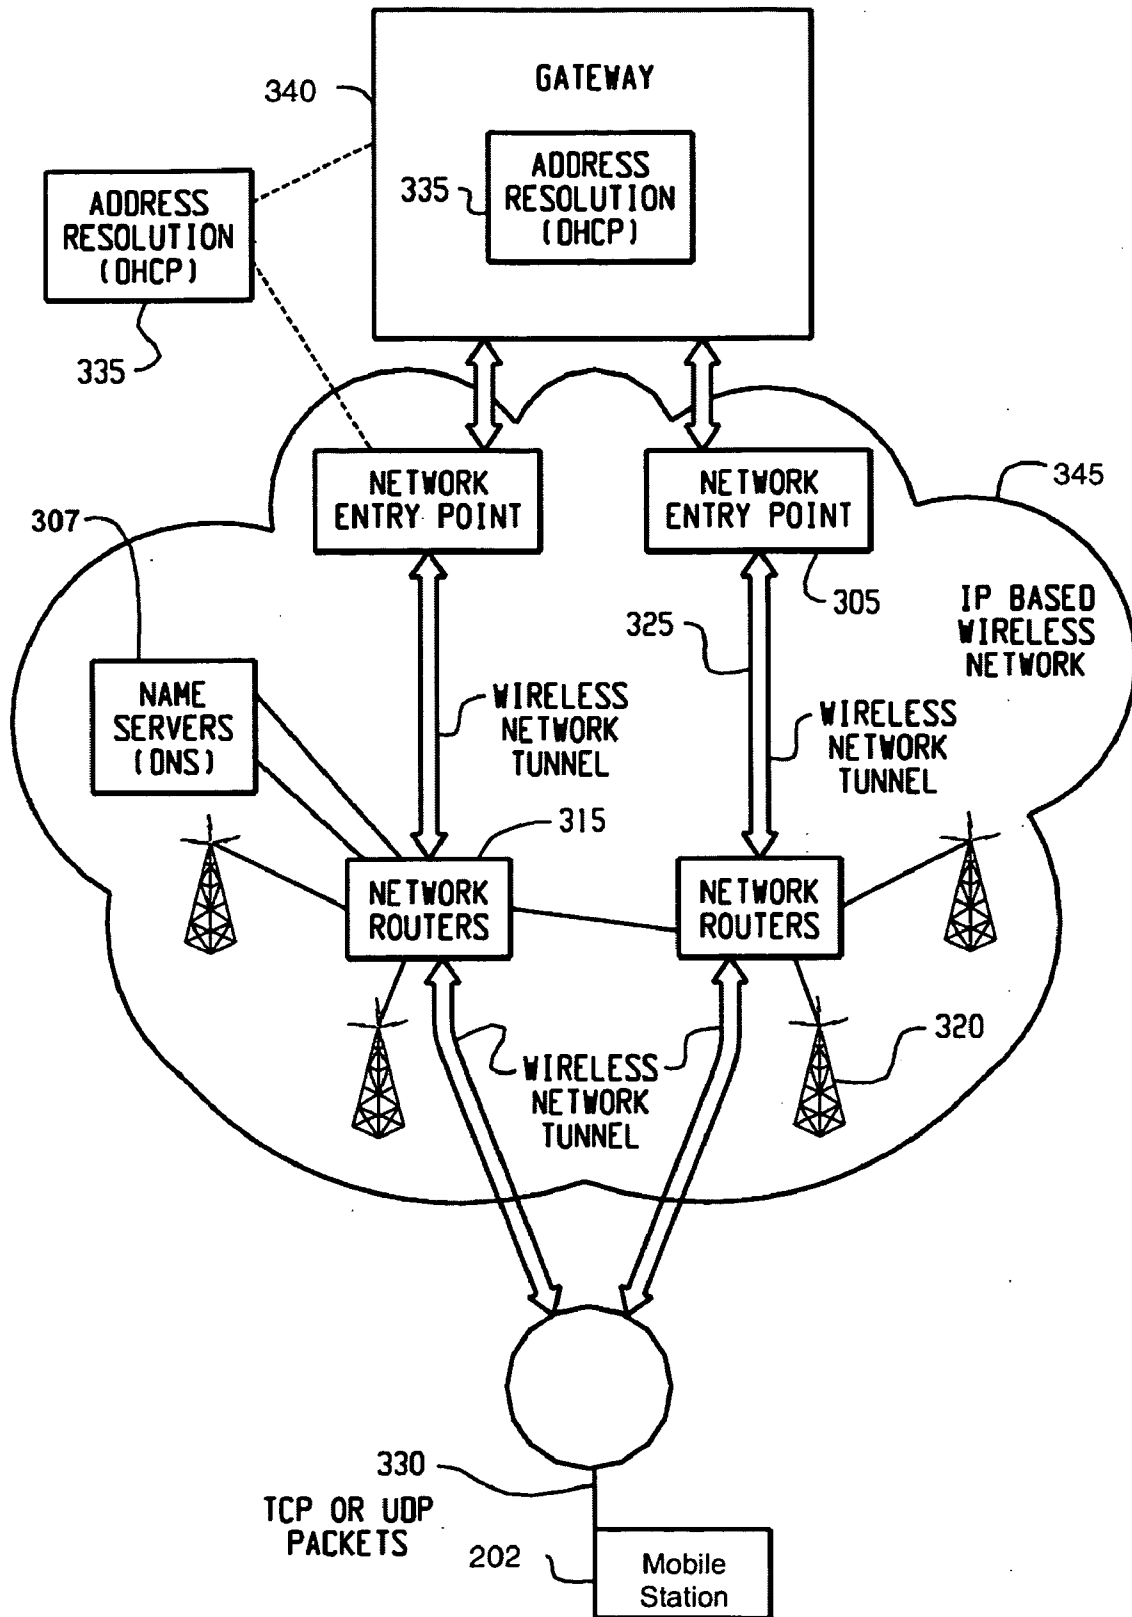 GATEWAY
340
ADDRESS
RESOLUTION
(DHCP)
335
ADDRESS
RESOLUTION
(DHCP)
335
NETWORK
ENTRY POINT
NETWORK
ENTRY POINT
345
307
305
IP BASED
WIRELESS
NETWORK
325
NAME
SERVERS
(DNS)
WIRELESS
NETWORK
TUNNEL
WIRELESS
NETWORK
TUNNEL
315
NETWORK
ROUTERS
NETWORK
ROUTERS
320
WIRELESS
NETWORK
TUNNEL
330
TCP OR UDP
PACKETS
202
Mobile
Station